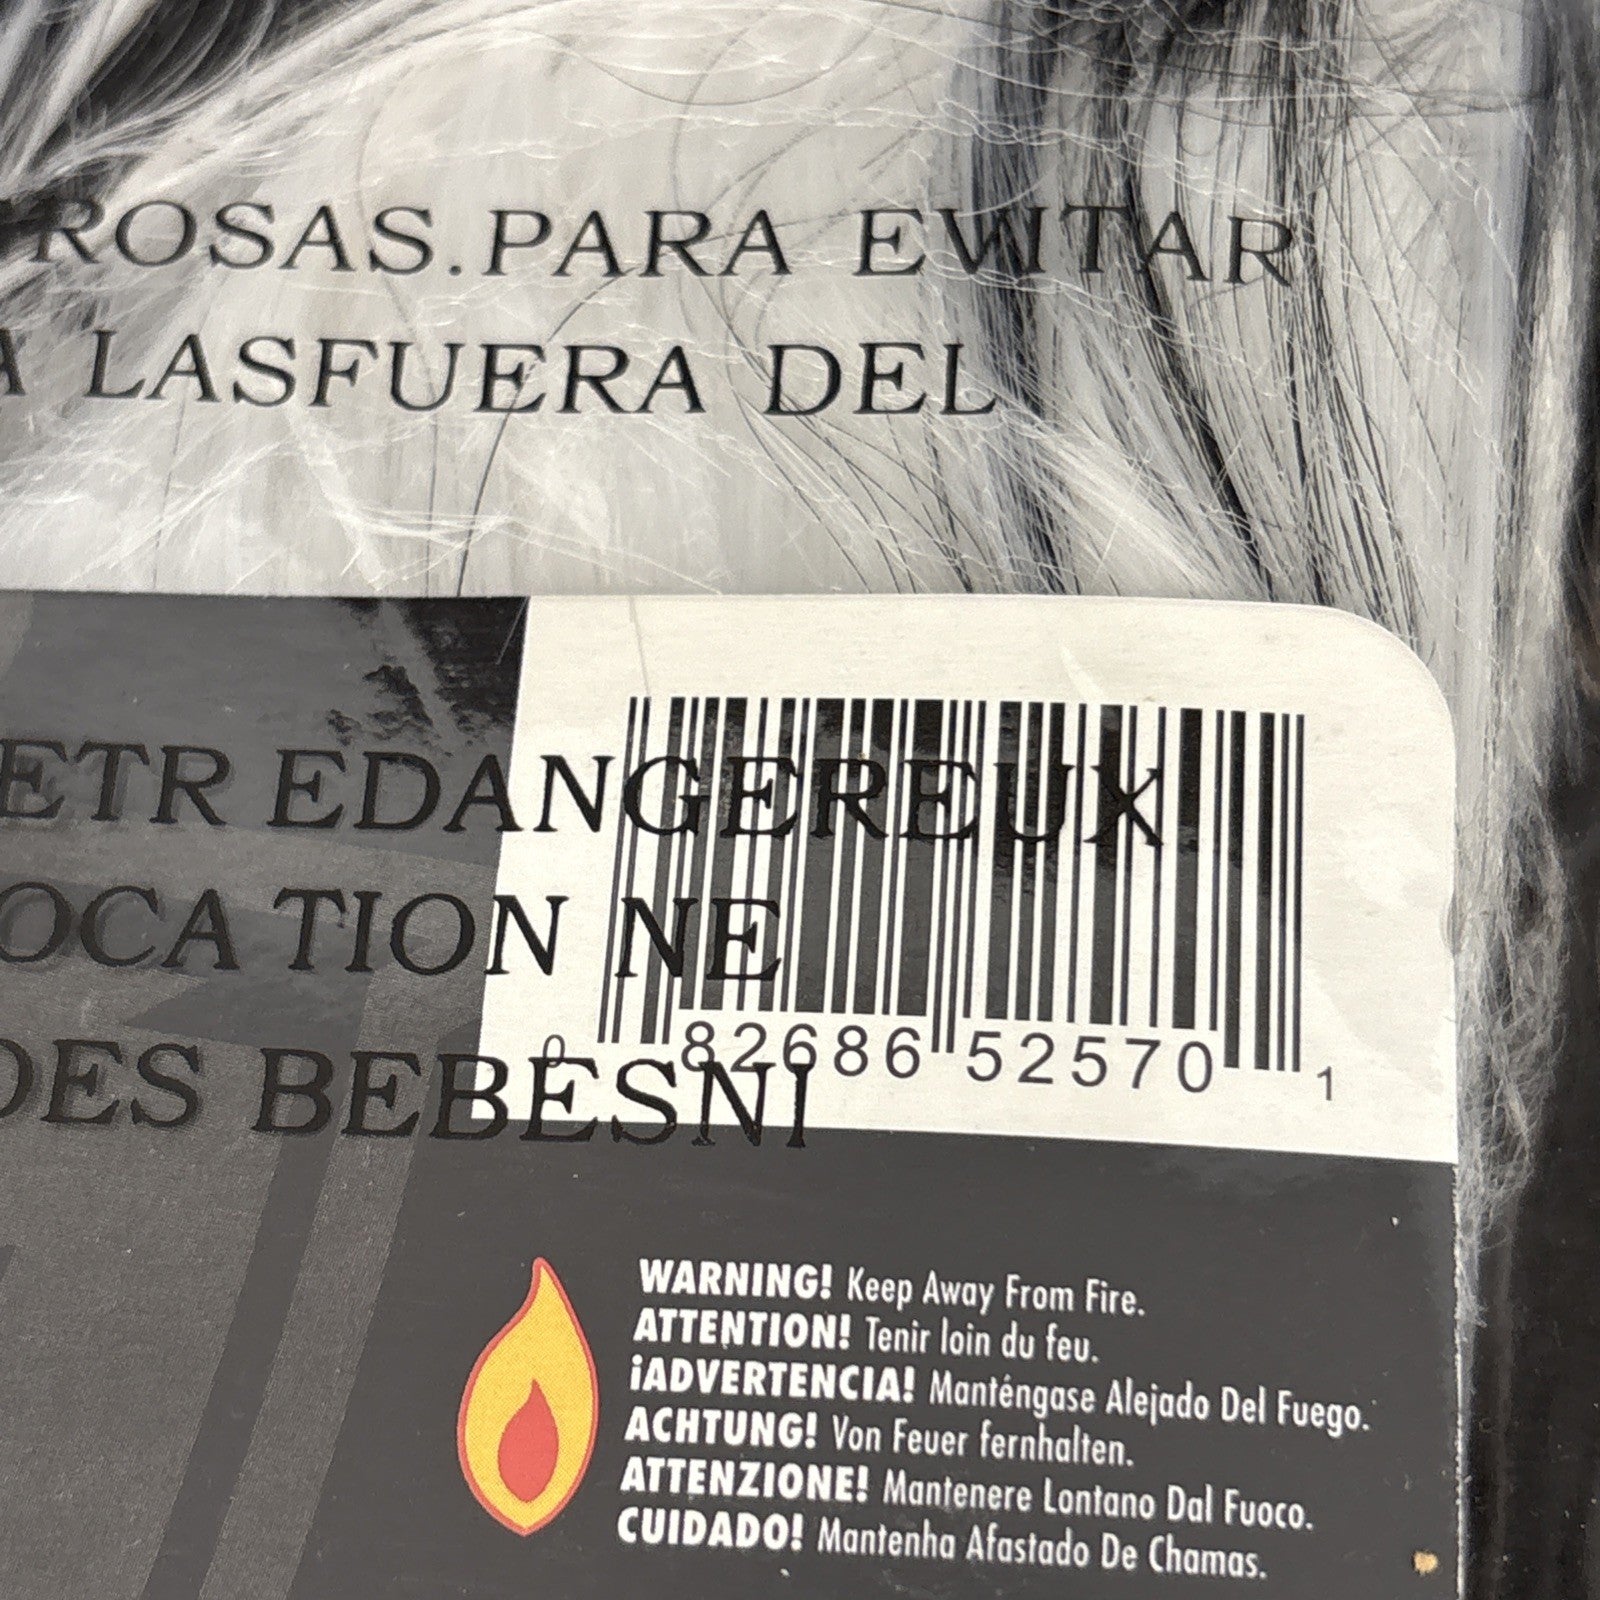 ROSAS.PARA EVITAR
A LASFUERA DEL
ETR EDANGEREUX.
OCA TION NE
DES BEBESNI
0 82686 52570 1
WARNING! Keep Away From Fire.
ATTENTION! Tenir loin du feu.
¡ADVERTENCIA! Manténgase Alejado Del Fuego.
ACHTUNG! Von Feuer fernhalten.
ATTENZIONE! Mantenere Lontano Dal Fuoco.
CUIDADO! Mantenha Afastado De Chamas.